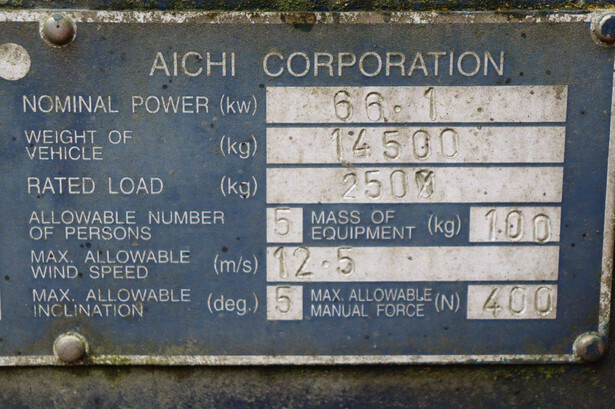 AICHI CORPORATION
NOMINAL POWER (kw) 66.1
WEIGHT OF VEHICLE (kg) 14500
RATED LOAD (kg) 2500
ALLOWABLE NUMBER OF PERSONS 5 MASS OF EQUIPMENT (kg) 100
MAX. ALLOWABLE WIND SPEED (m/s) 12.5
MAX. ALLOWABLE INCLINATION (deg.) 5 MAX. ALLOWABLE MANUAL FORCE (N) 400